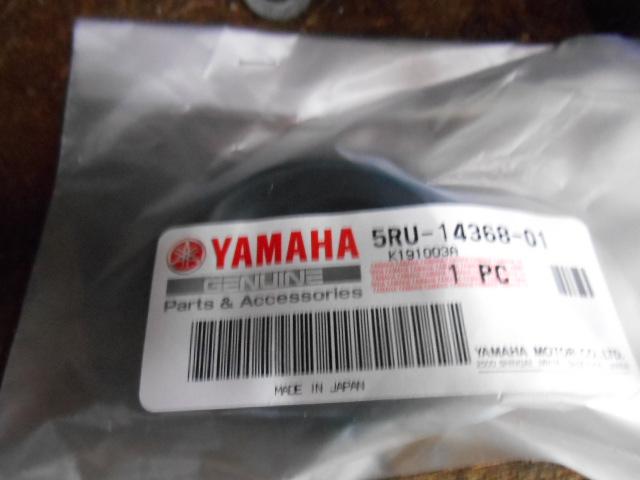 YAMAHA
5RU-14368-01
K191003A
GENUINE
1 PC
Parts & Accessories
YAMAHA MOTOR CO., LTD.
MADE IN JAPAN